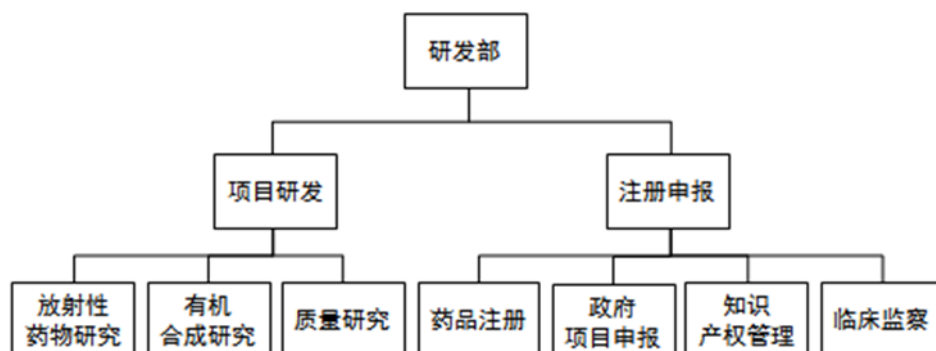 研发部
项目研发
注册申报
放射性
药物研究
有机
合成研究
质量研究
药品注册
政府
项目申报
知识
产权管理
临床监察